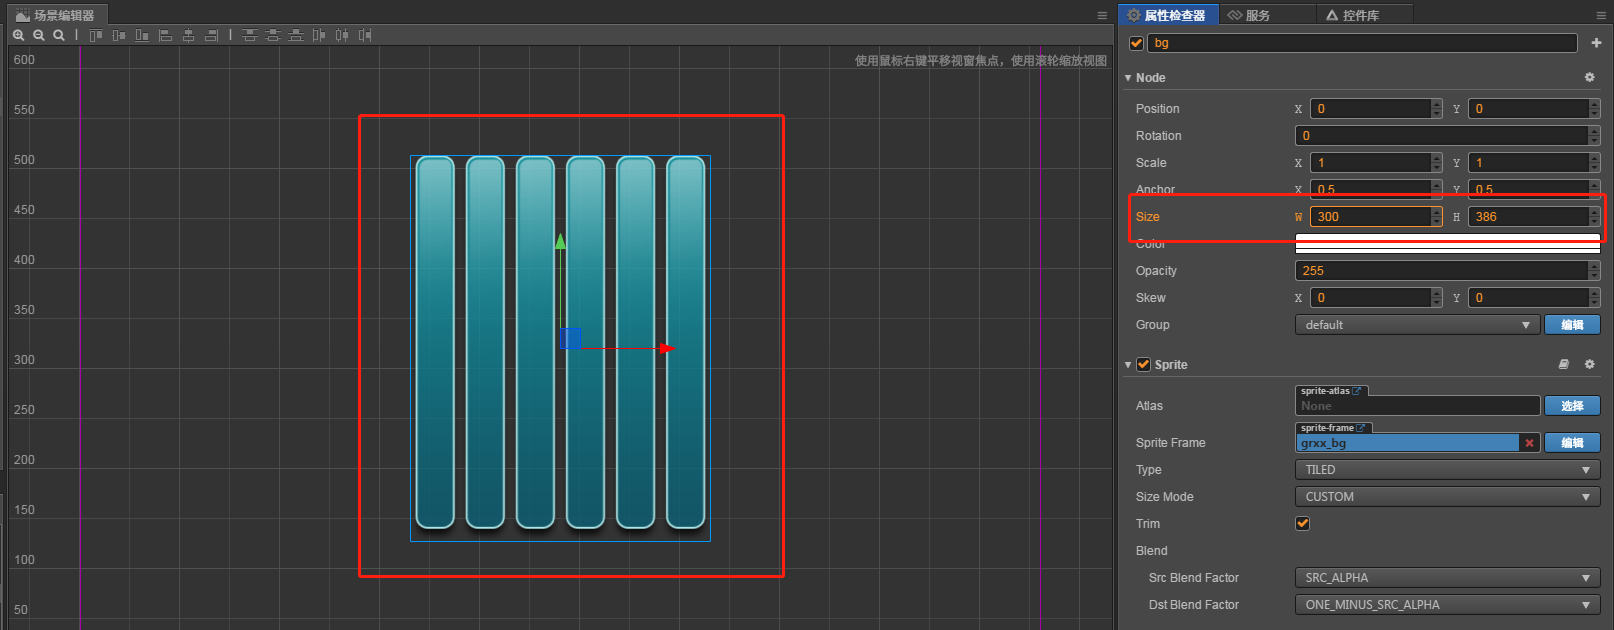 场景编辑器
使用鼠标右键平移视窗焦点，使用滚轮缩放视图
600
550
500
450
400
350
300
250
200
150
100
50
属性检查器 服务 控件库
bg
Node
Position X 0 Y 0
Rotation 0
Scale X 1 Y 1
Anchor X 0.5 Y 0.5
Size W 300 H 386
Color
Opacity 255
Skew X 0 Y 0
Group default 编辑
Sprite
sprite-atlas
Atlas None 选择
sprite-frame
Sprite Frame grxx_bg 编辑
Type TILED
Size Mode CUSTOM
Trim
Blend
Src Blend Factor SRC_ALPHA
Dst Blend Factor ONE_MINUS_SRC_ALPHA